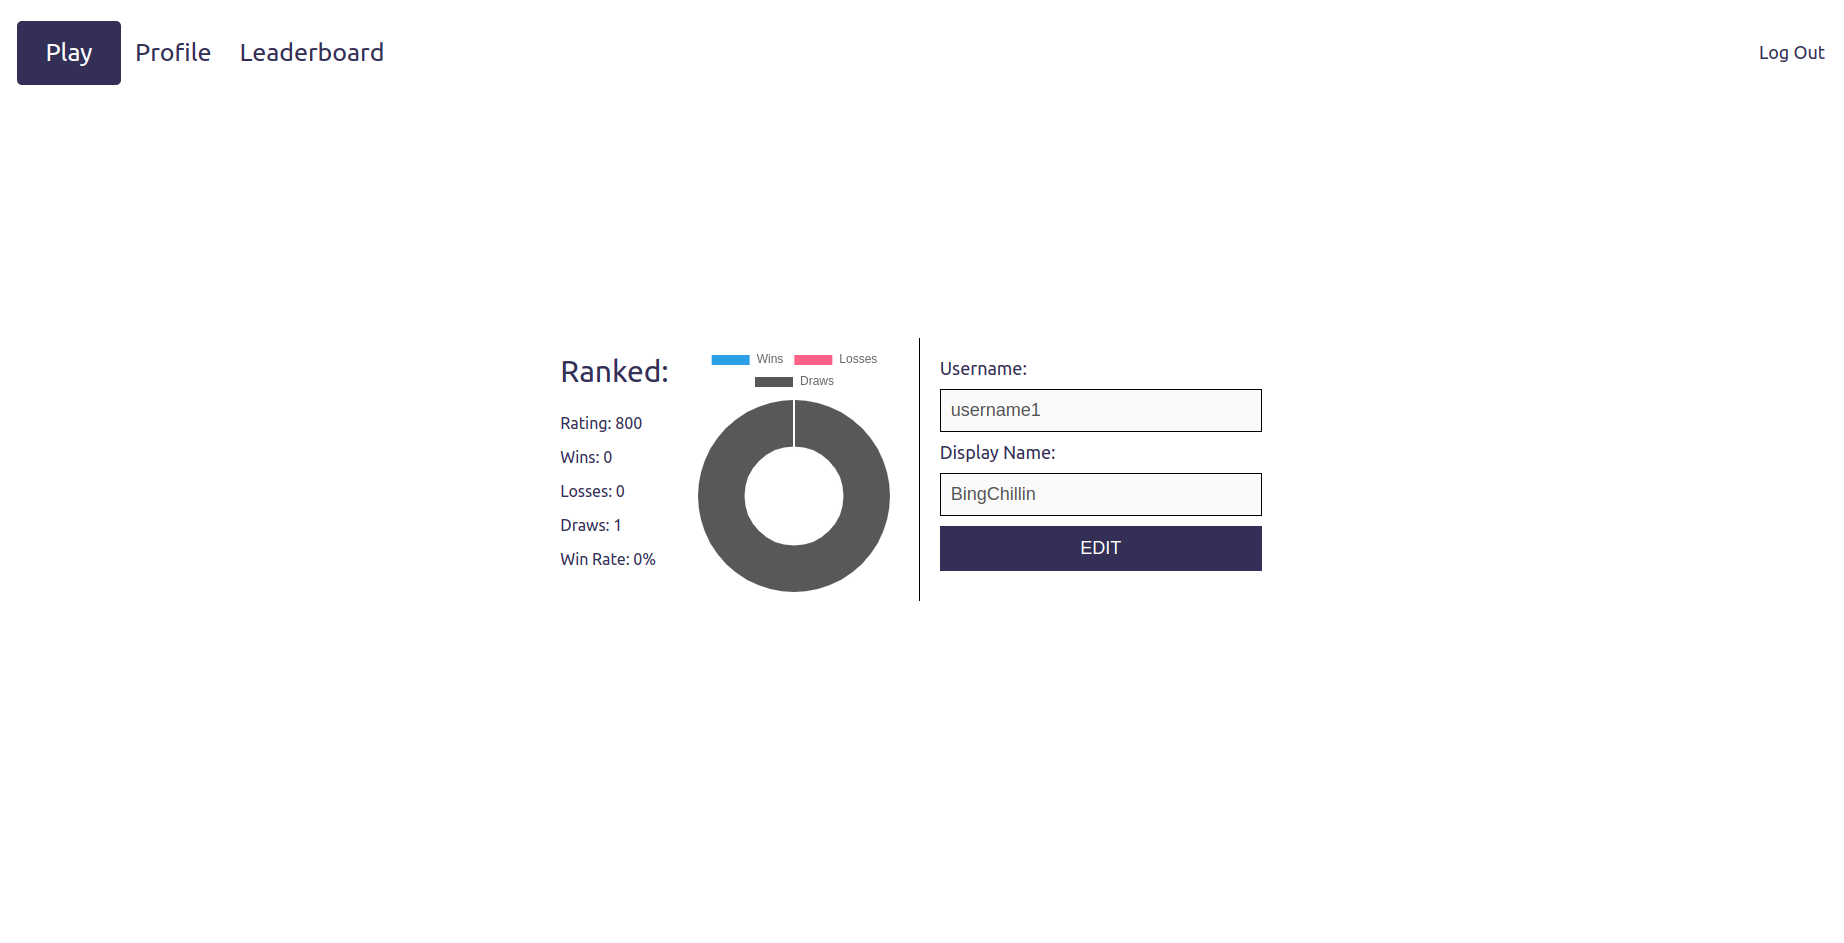 Play Profile Leaderboard Log Out
Ranked:
Rating: 800
Wins: 0
Losses: 0
Draws: 1
Win Rate: 0%
Wins Losses
Draws
Username:
username1
Display Name:
BingChillin
EDIT